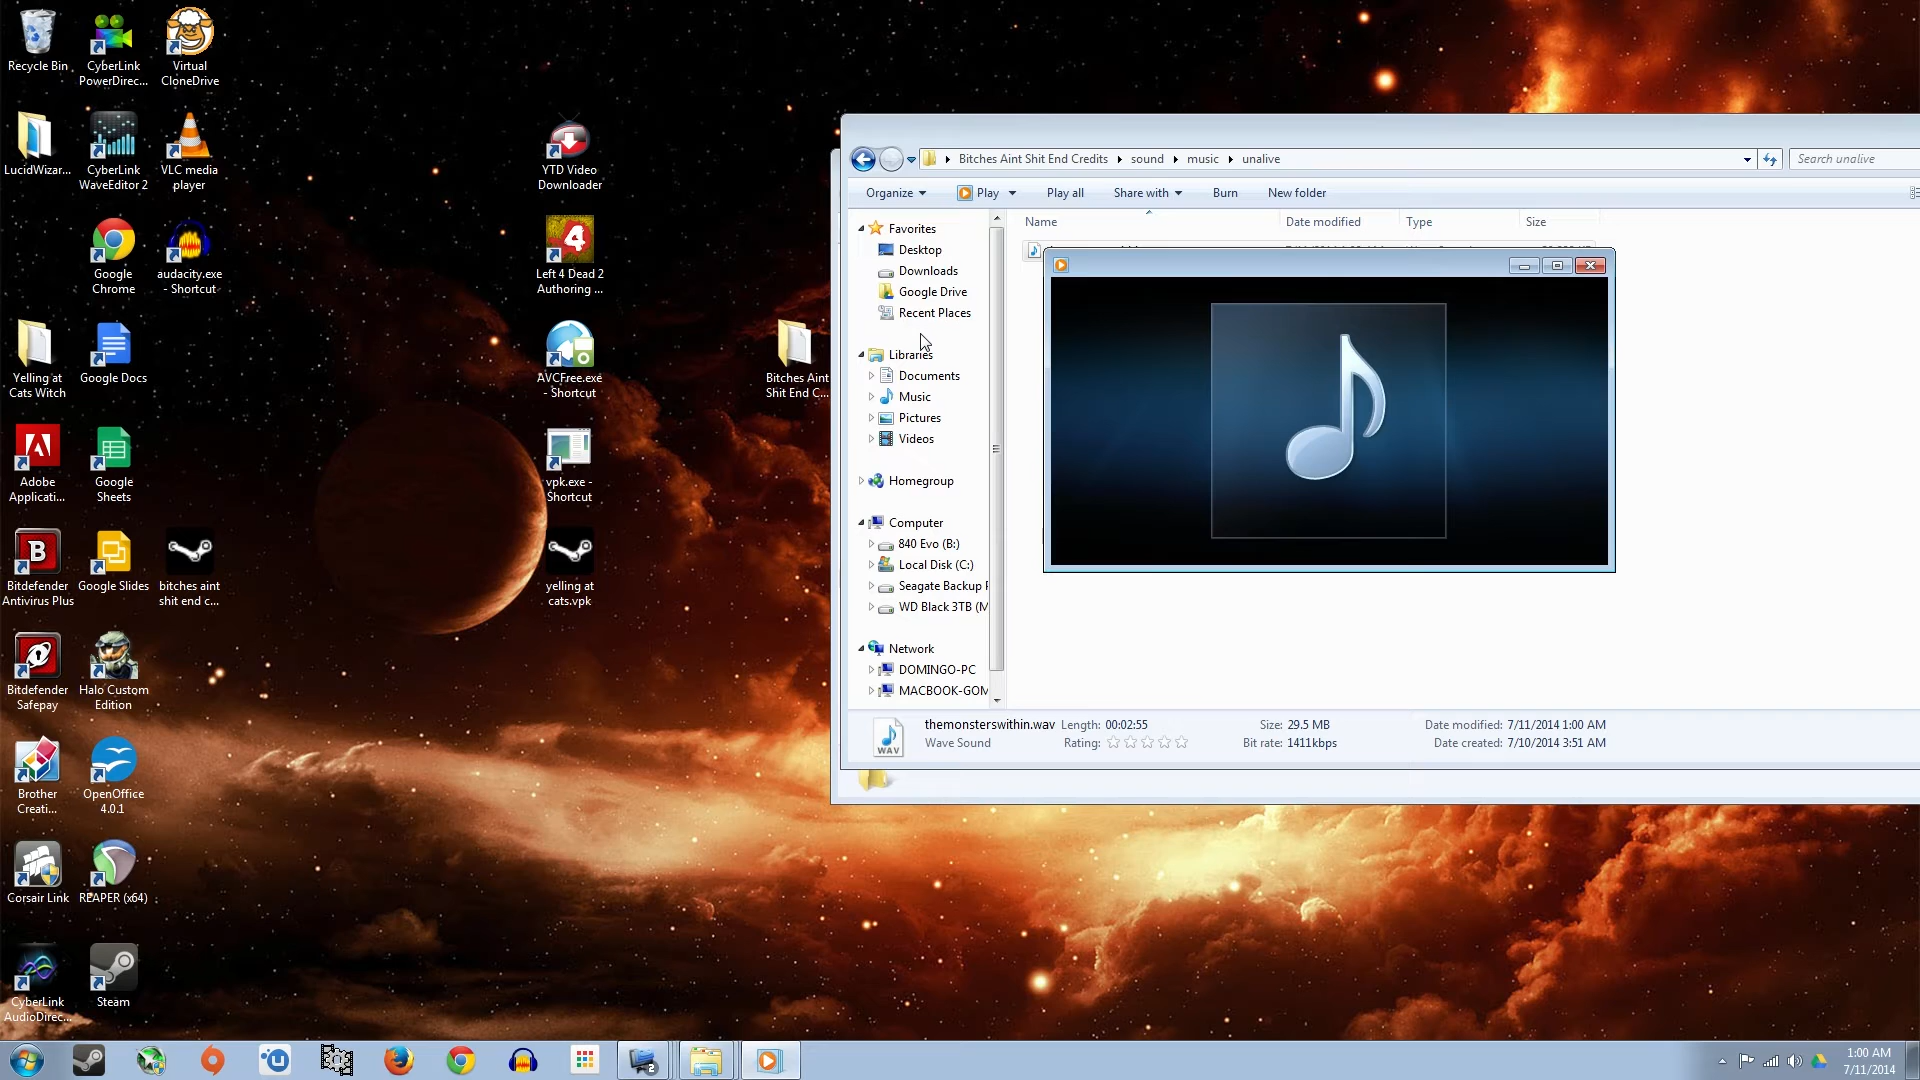 Recycle Bin
CyberLink
PowerDirec...
Virtual
CloneDrive
LucidWizar...
CyberLink
WaveEditor 2
VLC media
player
YTD Video
Downloader
Google
Chrome
audacity.exe
- Shortcut
Left 4 Dead 2
Authoring ...
Yelling at
Cats Witch
Google Docs
AVCFree.exe
- Shortcut
Bitches Aint
Shit End C...
Adobe
Applicati...
Google
Sheets
vpk.exe -
Shortcut
Bitdefender
Antivirus Plus
Google Slides
bitches aint
shit end c...
yelling at
cats.vpk
Bitdefender
Safepay
Halo Custom
Edition
Brother
Creati...
OpenOffice
4.0.1
Corsair Link
REAPER (x64)
CyberLink
AudioDirec...
Steam
Bitches Aint Shit End Credits
sound
music
unalive
Search unalive
Organize
Play
Play all
Share with
Burn
New folder
Name
Date modified
Type
Size
Favorites
Desktop
Downloads
Google Drive
Recent Places
Libraries
Documents
Music
Pictures
Videos
Homegroup
Computer
840 Evo (B:)
Local Disk (C:)
Seagate Backup
WD Black 3TB (M
Network
DOMINGO-PC
MACBOOK-GOM
WAV
themonsterswithin.wav
Wave Sound
Length: 00:02:55
Rating:
Size: 29.5 MB
Bit rate: 1411kbps
Date modified: 7/11/2014 1:00 AM
Date created: 7/10/2014 3:51 AM
1:00 AM
7/11/2014